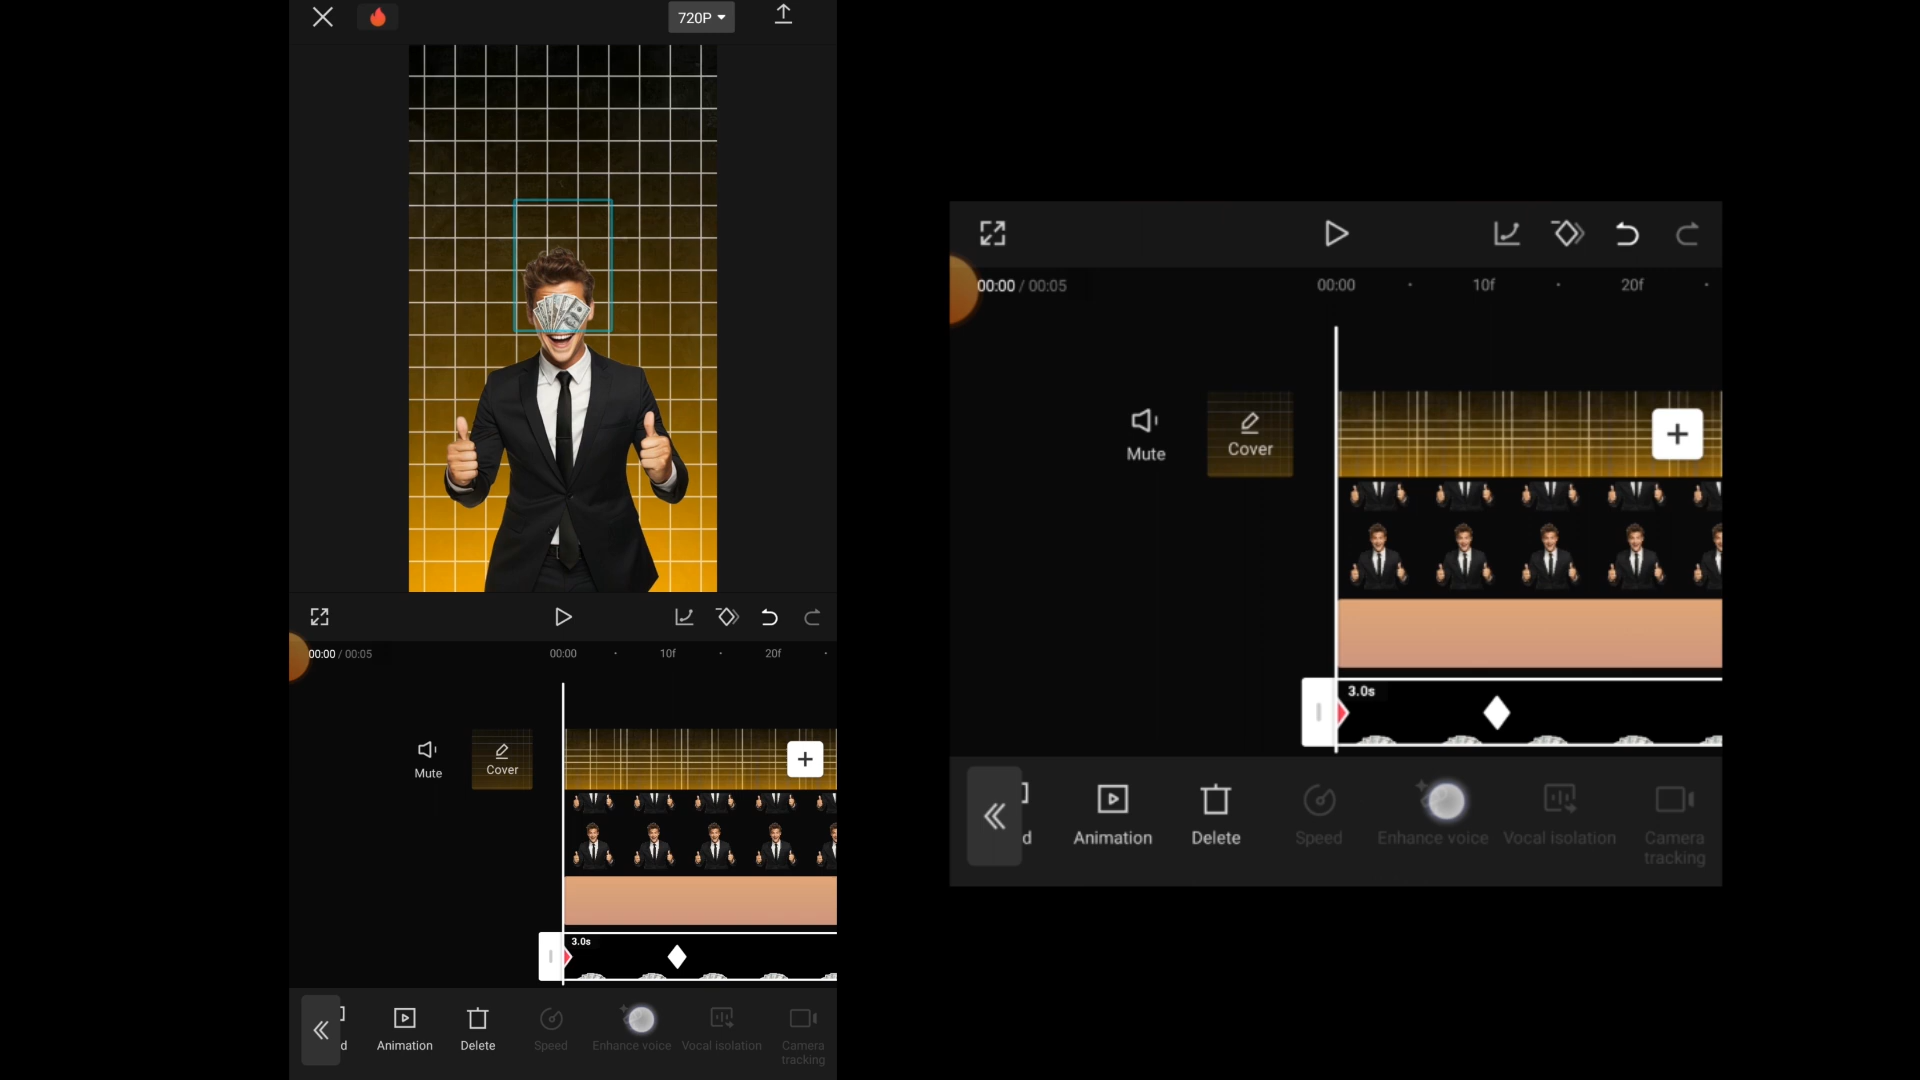 720P
00:00 / 00:05
00:00
10f
20f
Mute
Cover
3.0s
d
Animation
Delete
Speed
Enhance voice
Vocal isolation
Camera
tracking
00:00 / 00:05
00:00
10f
20f
Mute
Cover
3.0s
d
Animation
Delete
Speed
Enhance voice
Vocal isolation
Camera
tracking